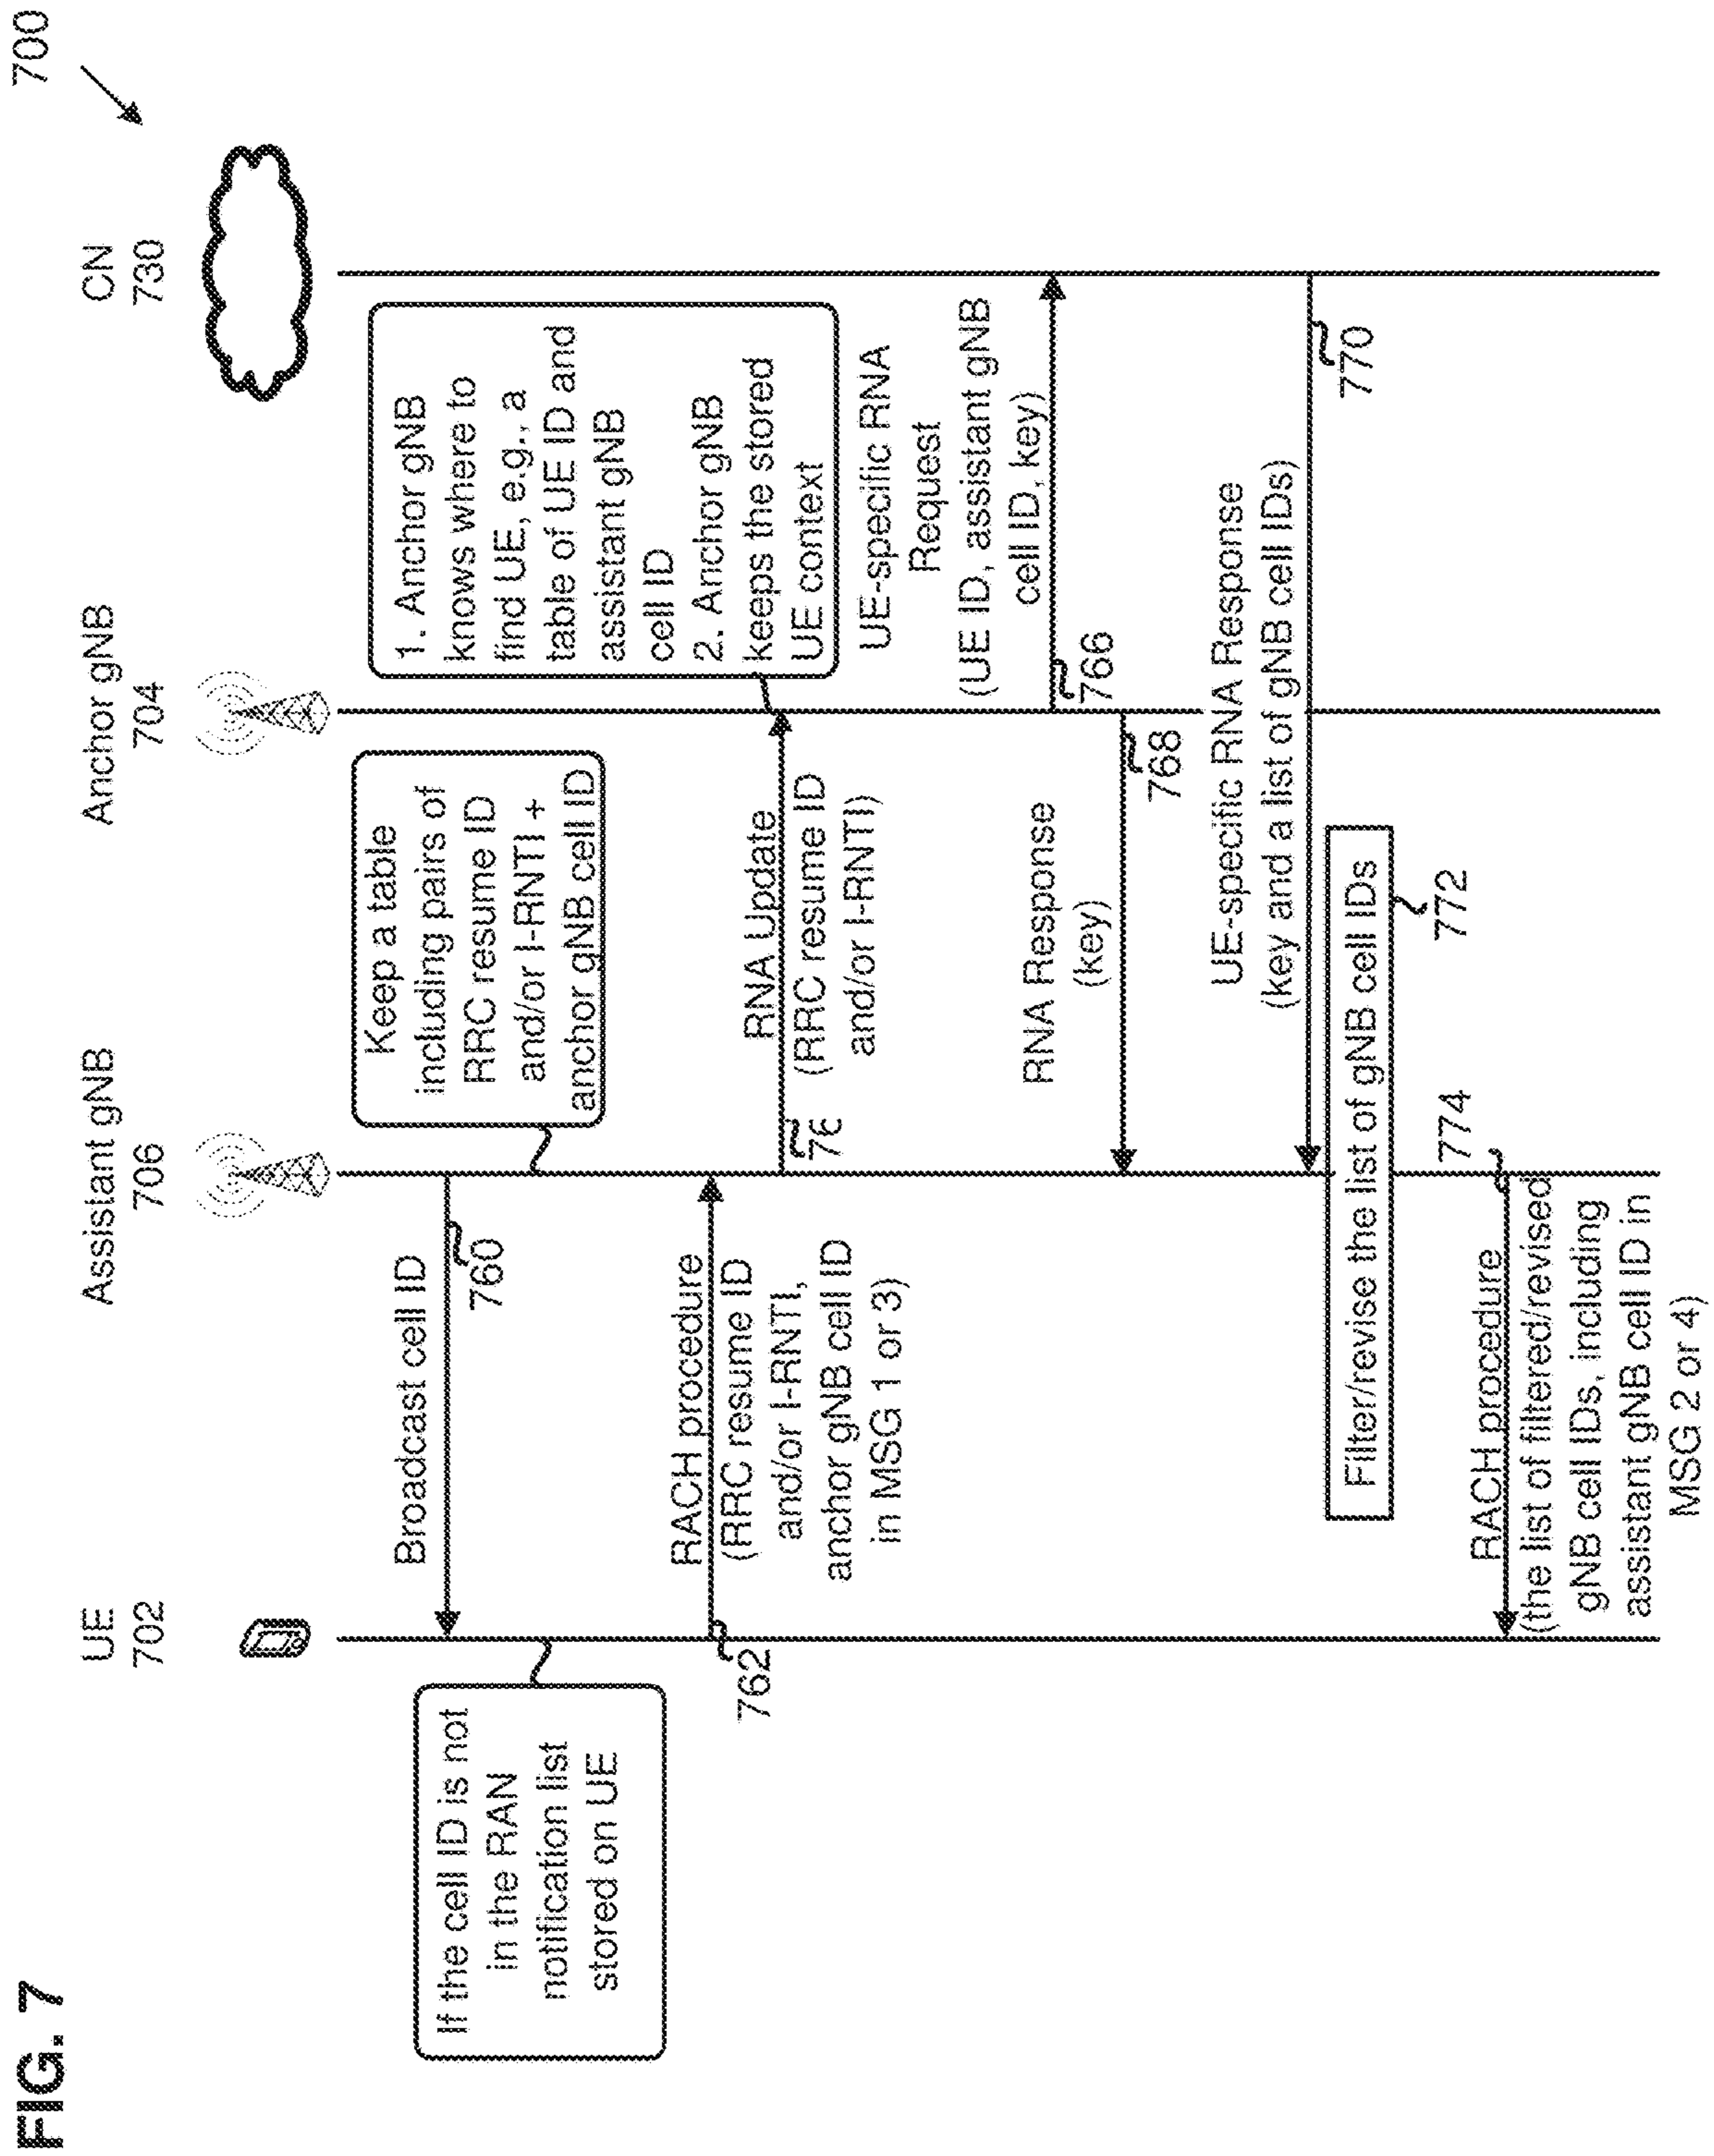 FIG. 7
700
UE
702
Assistant gNB
706
Anchor gNB
704
CN
730
Broadcast cell ID
760
If the cell ID is not
in the RAN
notification list
stored on UE
Keep a table
including pairs of
RRC resume ID
and/or I-RNTI +
anchor gNB cell ID
1. Anchor gNB
knows where to
find UE, e.g., a
table of UE ID and
assistant gNB
cell ID
2. Anchor gNB
keeps the stored
UE context
RACH procedure
(RRC resume ID
and/or I-RNTI,
anchor gNB cell ID
in MSG 1 or 3)
762
RNA Update
(RRC resume ID
and/or I-RNTI)
UE-specific RNA
Request
(UE ID, assistant gNB
cell ID, key)
766
RNA Response
(key)
768
UE-specific RNA Response
(key and a list of gNB cell IDs)
770
Filter/revise the list of gNB cell IDs
772
774
RACH procedure
(the list of filtered/revised
gNB cell IDs, including
assistant gNB cell ID in
MSG 2 or 4)